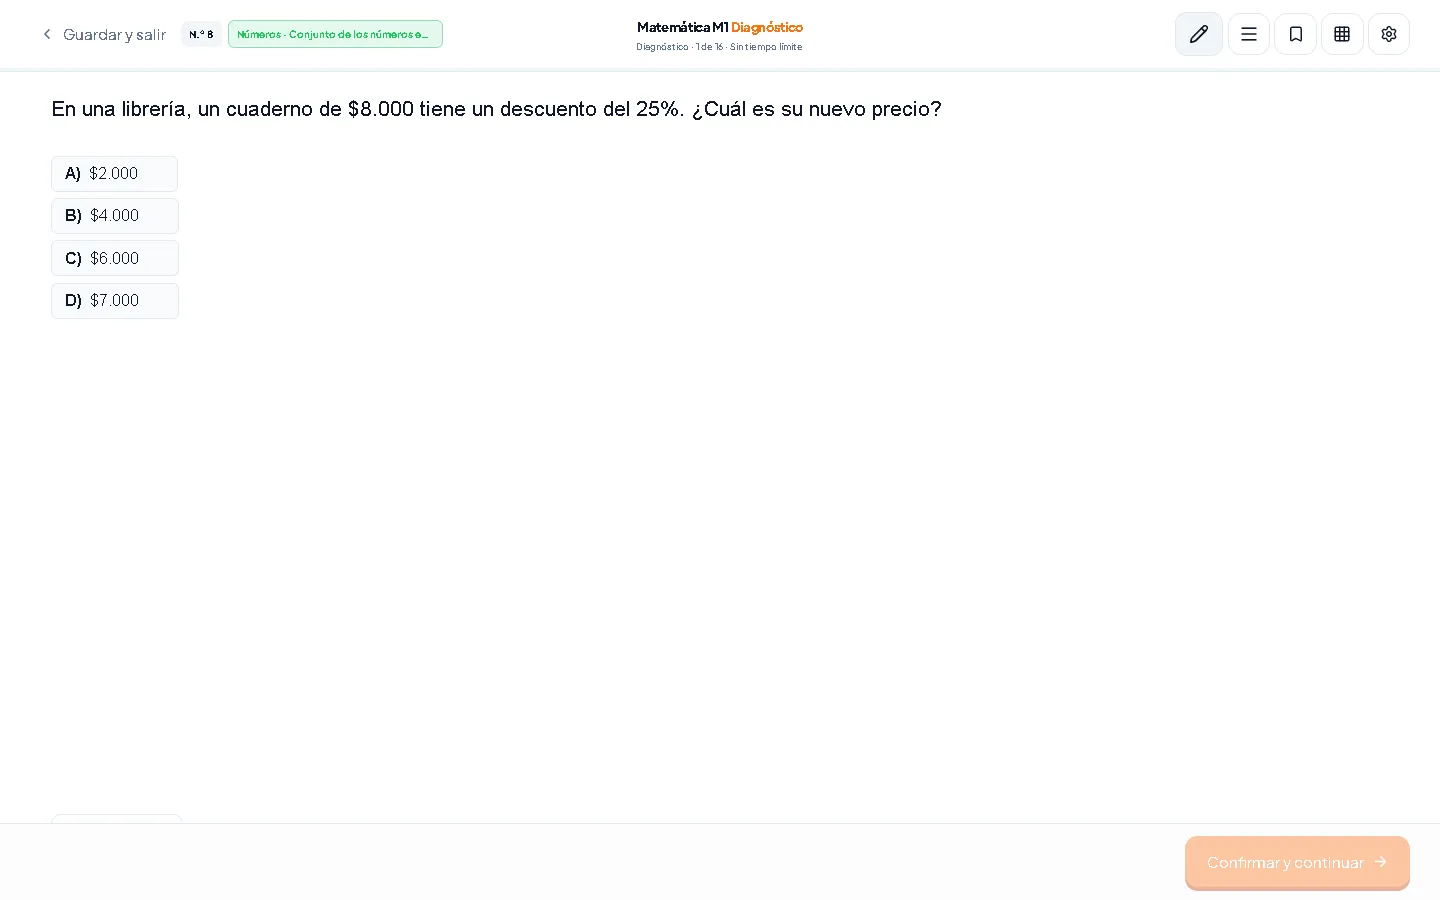 Guardar y salir
N.º 8
Números · Conjunto de los números e...
Matemática M1 Diagnóstico
Diagnóstico · 1 de 16 · Sin tiempo límite
En una librería, un cuaderno de $8.000 tiene un descuento del 25%. ¿Cuál es su nuevo precio?
A) $2.000
B) $4.000
C) $6.000
D) $7.000
Confirmar y continuar